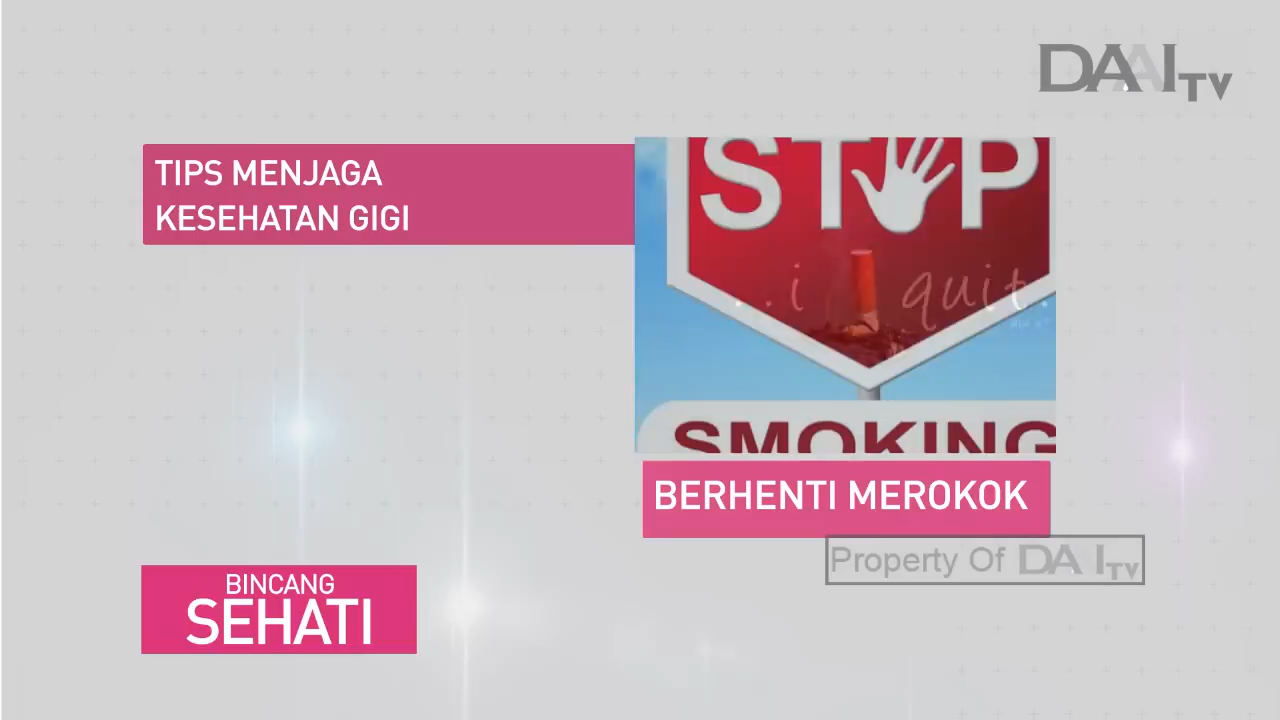 DAAI TV
TIPS MENJAGA
KESEHATAN GIGI
STOP
...i quit...
SMOKING
BERHENTI MEROKOK
Property Of DAAI TV
BINCANG
SEHATI